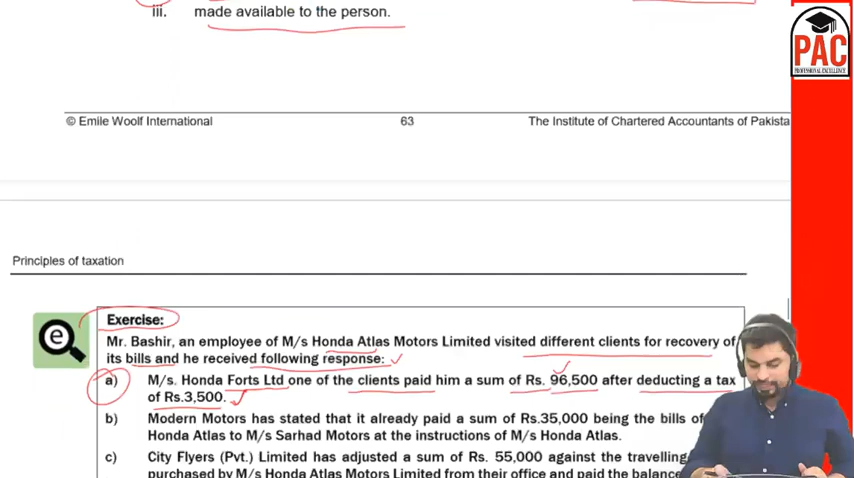 iii. made available to the person.
PAC
PROFESSIONAL EXCELLENCE
© Emile Woolf International 63 The Institute of Chartered Accountants of Pakista
Principles of taxation
e
Exercise:
Mr. Bashir, an employee of M/s Honda Atlas Motors Limited visited different clients for recovery of
its bills and he received following response:
a) M/s. Honda Forts Ltd one of the clients paid him a sum of Rs. 96,500 after deducting a tax
of Rs.3,500.
b) Modern Motors has stated that it already paid a sum of Rs.35,000 being the bills of
Honda Atlas to M/s Sarhad Motors at the instructions of M/s Honda Atlas.
c) City Flyers (Pvt.) Limited has adjusted a sum of Rs. 55,000 against the travelling
purchased by M/s Honda Atlas Motors Limited from their office and paid the balance